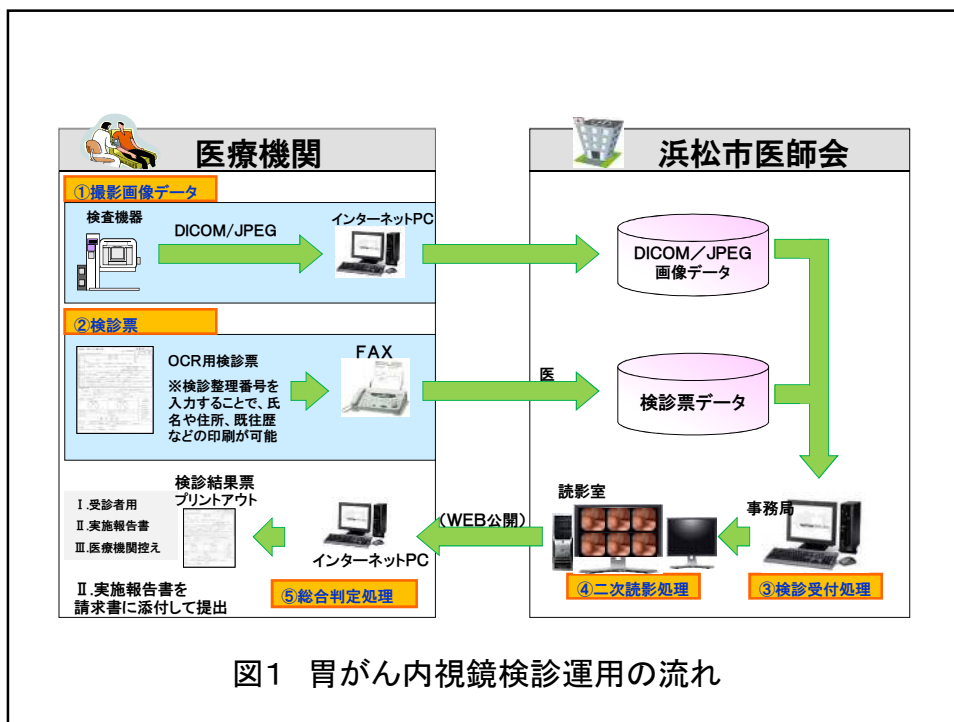 医療機関
①撮影画像データ
検査機器
DICOM/JPEG
インターネットPC
②検診票
OCR用検診票
※検診整理番号を
入力することで、氏
名や住所、既往歴
などの印刷が可能
FAX
検診結果票
プリントアウト
Ⅰ.受診者用
Ⅱ.実施報告書
Ⅲ.医療機関控え
インターネットPC
Ⅱ.実施報告書を
請求書に添付して提出
⑤総合判定処理
医
(WEB公開)
浜松市医師会
DICOM/JPEG
画像データ
検診票データ
読影室
事務局
④二次読影処理
③検診受付処理
図1 胃がん内視鏡検診運用の流れ